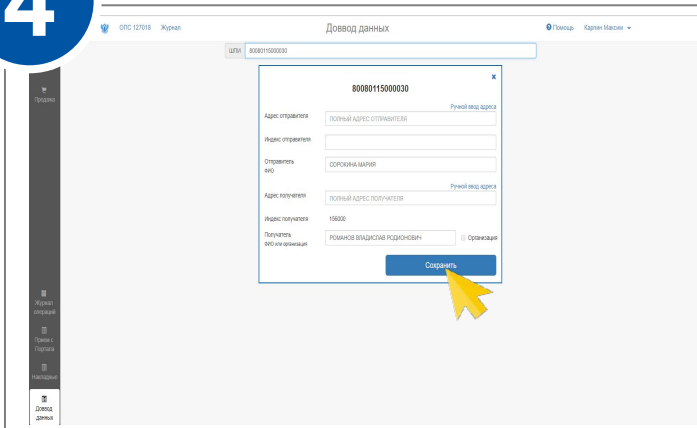 4
ОПС 127018 Журнал Доввод данных Помощь Карпин Максим
ШПИ 80080115000030
x
80080115000030
Ручной ввод адреса
Адрес отправителя ПОЛНЫЙ АДРЕС ОТПРАВИТЕЛЯ
Индекс отправителя
Отправитель
ФИО
СОРОКИНА МАРИЯ
Ручной ввод адреса
Адрес получателя ПОЛНЫЙ АДРЕС ПОЛУЧАТЕЛЯ
Индекс получателя 156000
Получатель
ФИО или организация
РОМАНОВ ВЛАДИСЛАВ РОДИОНОВИЧ Организация
Сохранить
Продажа
Журнал
операций
Прием с
Портала
Накладные
Доввод
данных